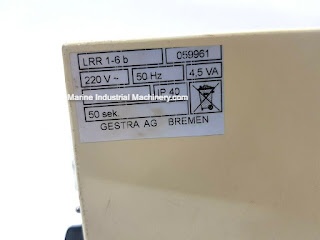 LRR 1-6 b 059961
220 V ~ 50 Hz 4,5 VA
Marine Industrial Machinery.com
IP 40
50 sek.
GESTRA AG BREMEN